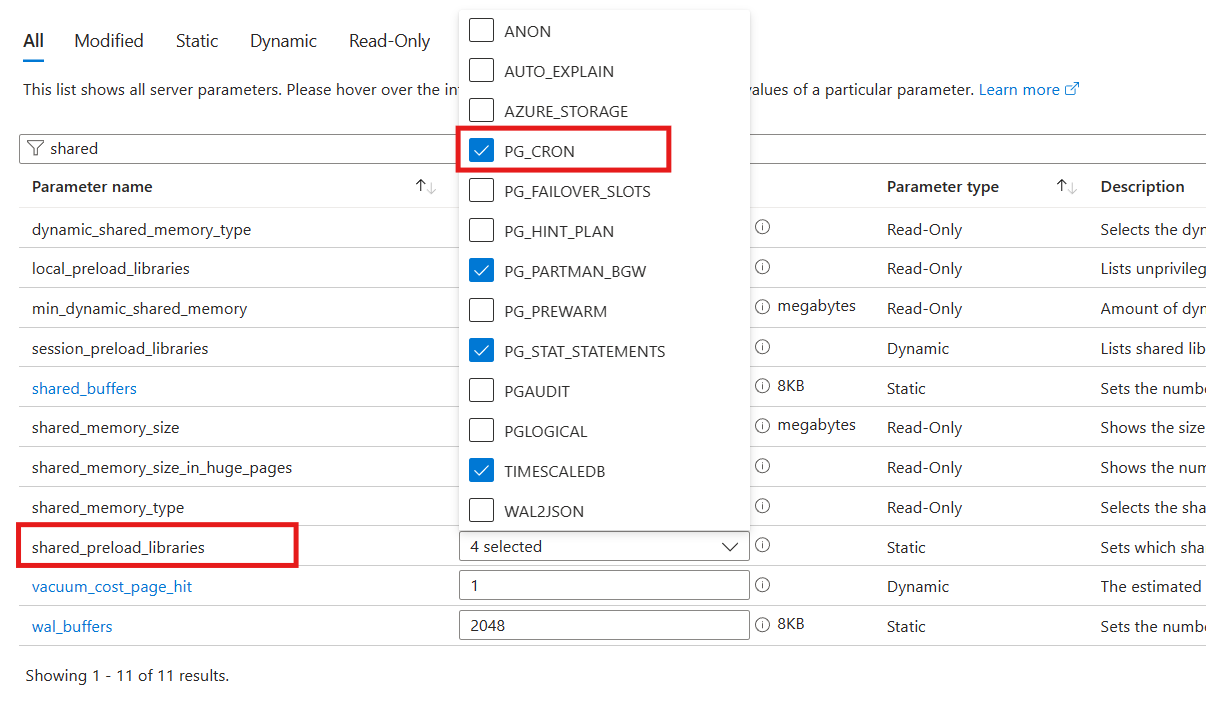 All Modified Static Dynamic Read-Only
This list shows all server parameters. Please hover over the in
values of a particular parameter. Learn more
shared
Parameter name Parameter type Description
ANON
AUTO_EXPLAIN
AZURE_STORAGE
PG_CRON
PG_FAILOVER_SLOTS
PG_HINT_PLAN
PG_PARTMAN_BGW
PG_PREWARM
PG_STAT_STATEMENTS
PGAUDIT
PGLOGICAL
TIMESCALEDB
WAL2JSON
dynamic_shared_memory_type Read-Only Selects the dyn
local_preload_libraries Read-Only Lists unprivileg
min_dynamic_shared_memory megabytes Read-Only Amount of dyn
session_preload_libraries Dynamic Lists shared lib
shared_buffers 8KB Static Sets the numbe
shared_memory_size megabytes Read-Only Shows the size
shared_memory_size_in_huge_pages Read-Only Shows the num
shared_memory_type Read-Only Selects the sha
shared_preload_libraries 4 selected Static Sets which sha
vacuum_cost_page_hit 1 Dynamic The estimated
wal_buffers 2048 8KB Static Sets the numbe
Showing 1 - 11 of 11 results.